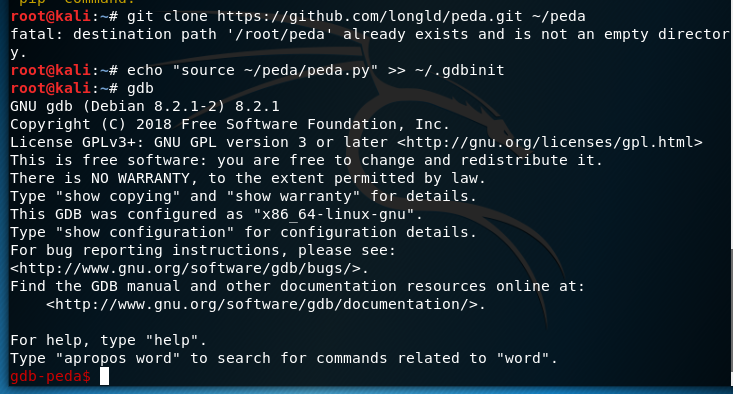 "pip" command.
root@kali:~# git clone https://github.com/longld/peda.git ~/peda
fatal: destination path '/root/peda' already exists and is not an empty director
y.
root@kali:~# echo "source ~/peda/peda.py" >> ~/.gdbinit
root@kali:~# gdb
GNU gdb (Debian 8.2.1-2) 8.2.1
Copyright (C) 2018 Free Software Foundation, Inc.
License GPLv3+: GNU GPL version 3 or later <http://gnu.org/licenses/gpl.html>
This is free software: you are free to change and redistribute it.
There is NO WARRANTY, to the extent permitted by law.
Type "show copying" and "show warranty" for details.
This GDB was configured as "x86_64-linux-gnu".
Type "show configuration" for configuration details.
For bug reporting instructions, please see:
<http://www.gnu.org/software/gdb/bugs/>.
Find the GDB manual and other documentation resources online at:
    <http://www.gnu.org/software/gdb/documentation/>.

For help, type "help".
Type "apropos word" to search for commands related to "word".
gdb-peda$